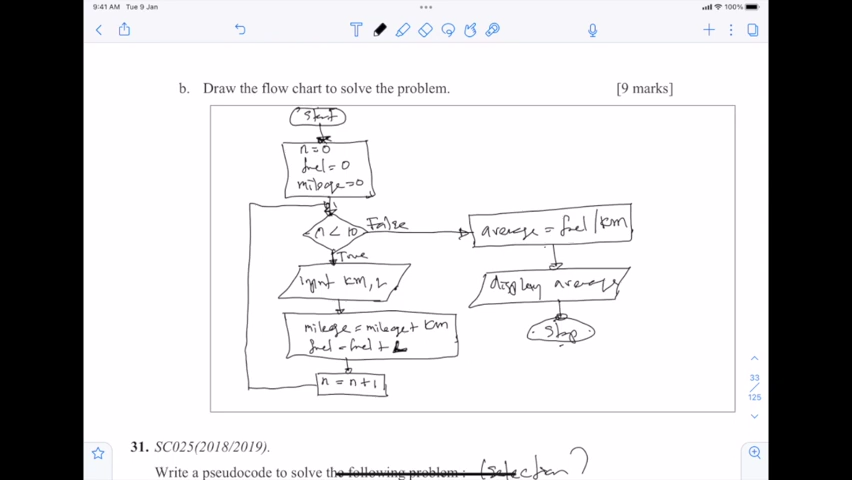 9:41 AM Tue 9 Jan
100%
b. Draw the flow chart to solve the problem. [9 marks]
Start
n=0
fuel = 0
mileage=0
n < 10
False
True
input km, L
mileage = mileage + km
fuel = fuel + L
n = n+1
average = fuel / km
display average
stop
33
125
31. SC025(2018/2019).
Write a pseudocode to solve the following problem : (selection)